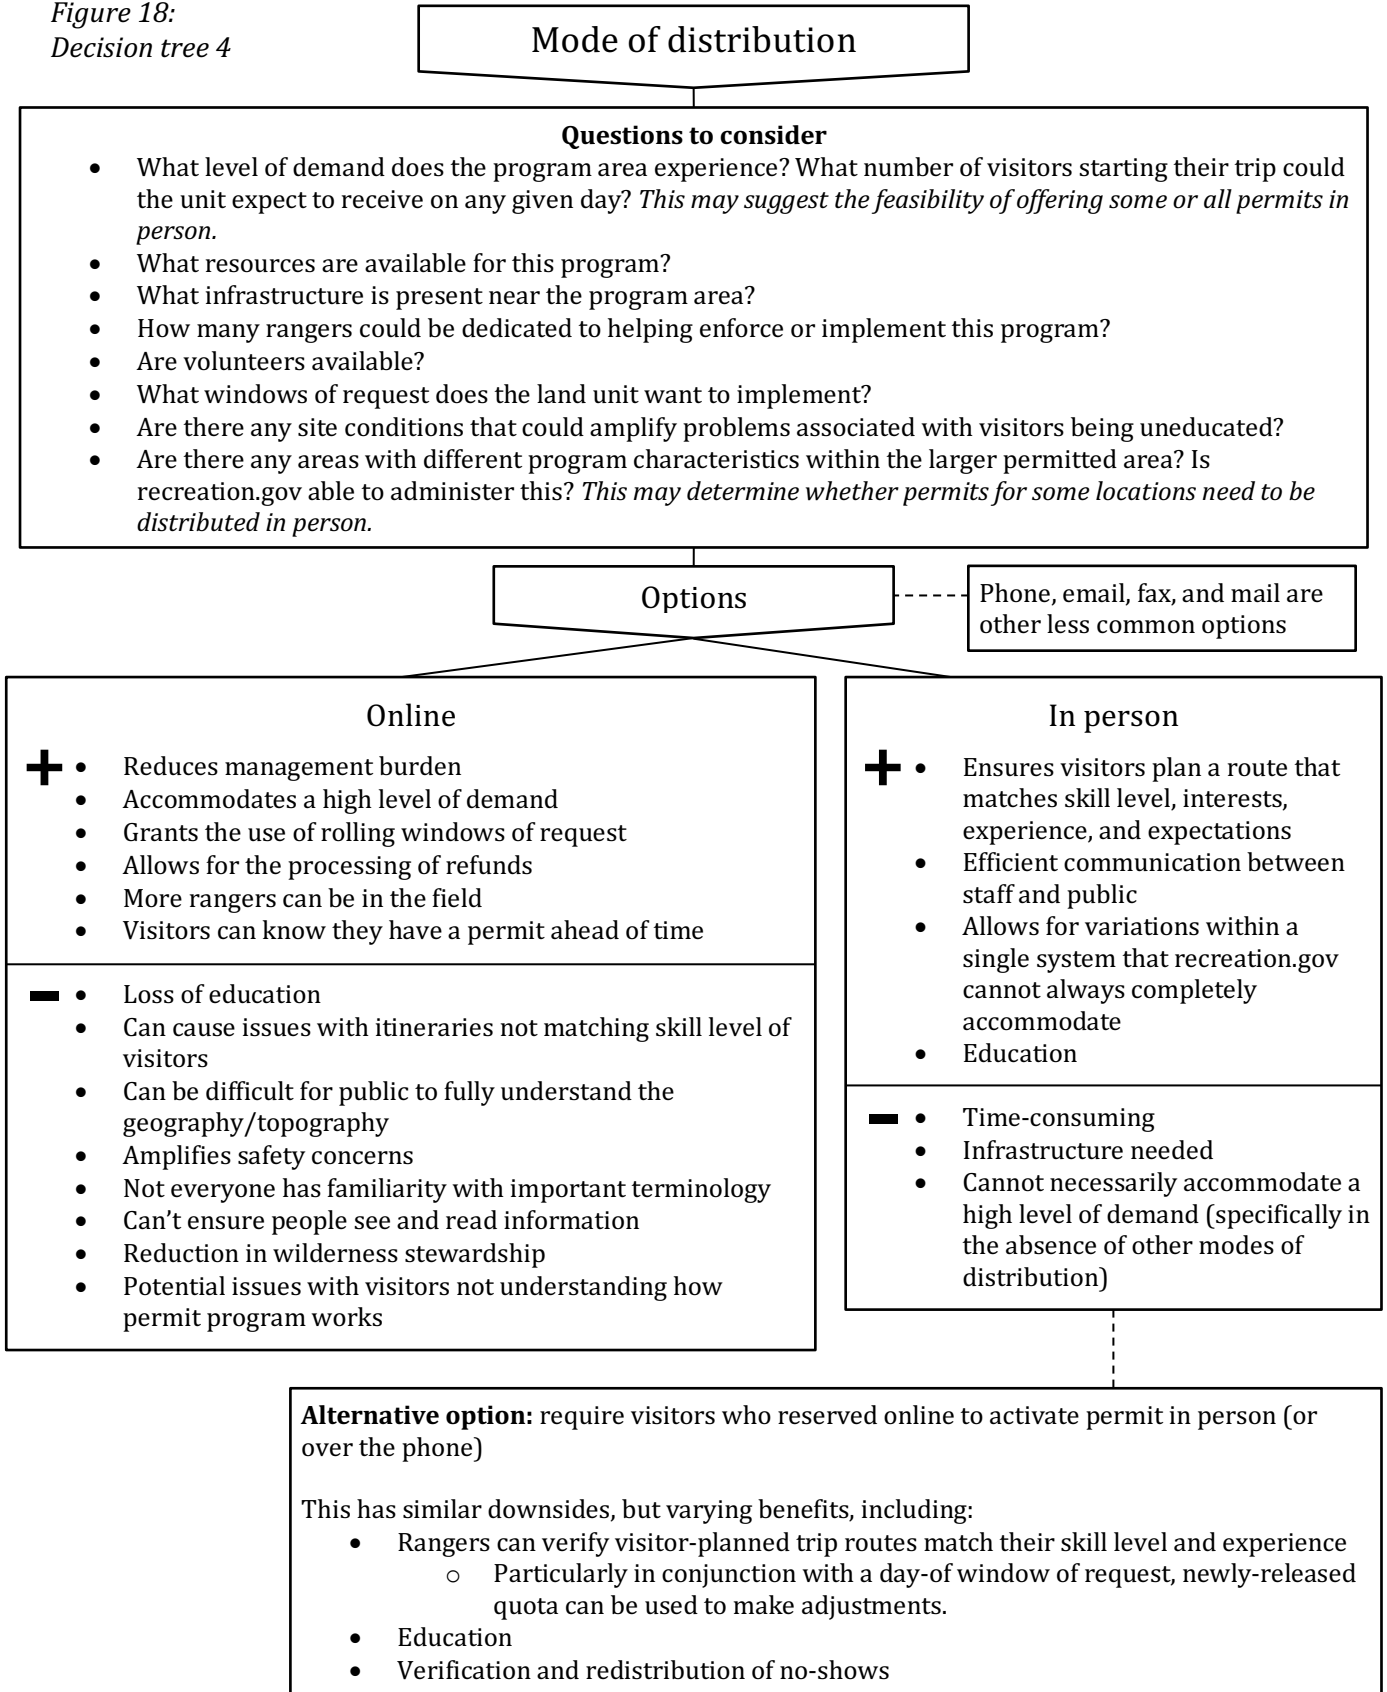 Figure 18:
Decision tree 4
Mode of distribution
Questions to consider
• What level of demand does the program area experience? What number of visitors starting their trip could
the unit expect to receive on any given day? This may suggest the feasibility of offering some or all permits in
person.
• What resources are available for this program?
• What infrastructure is present near the program area?
• How many rangers could be dedicated to helping enforce or implement this program?
• Are volunteers available?
• What windows of request does the land unit want to implement?
• Are there any site conditions that could amplify problems associated with visitors being uneducated?
• Are there any areas with different program characteristics within the larger permitted area? Is
recreation.gov able to administer this? This may determine whether permits for some locations need to be
distributed in person.
Options
Phone, email, fax, and mail are
other less common options
Online
+ • Reduces management burden
• Accommodates a high level of demand
• Grants the use of rolling windows of request
• Allows for the processing of refunds
• More rangers can be in the field
• Visitors can know they have a permit ahead of time
– • Loss of education
• Can cause issues with itineraries not matching skill level of
visitors
• Can be difficult for public to fully understand the
geography/topography
• Amplifies safety concerns
• Not everyone has familiarity with important terminology
• Can't ensure people see and read information
• Reduction in wilderness stewardship
• Potential issues with visitors not understanding how
permit program works
In person
+ • Ensures visitors plan a route that
matches skill level, interests,
experience, and expectations
• Efficient communication between
staff and public
• Allows for variations within a
single system that recreation.gov
cannot always completely
accommodate
• Education
– • Time-consuming
• Infrastructure needed
• Cannot necessarily accommodate a
high level of demand (specifically in
the absence of other modes of
distribution)
Alternative option: require visitors who reserved online to activate permit in person (or
over the phone)
This has similar downsides, but varying benefits, including:
• Rangers can verify visitor-planned trip routes match their skill level and experience
o Particularly in conjunction with a day-of window of request, newly-released
quota can be used to make adjustments.
• Education
• Verification and redistribution of no-shows